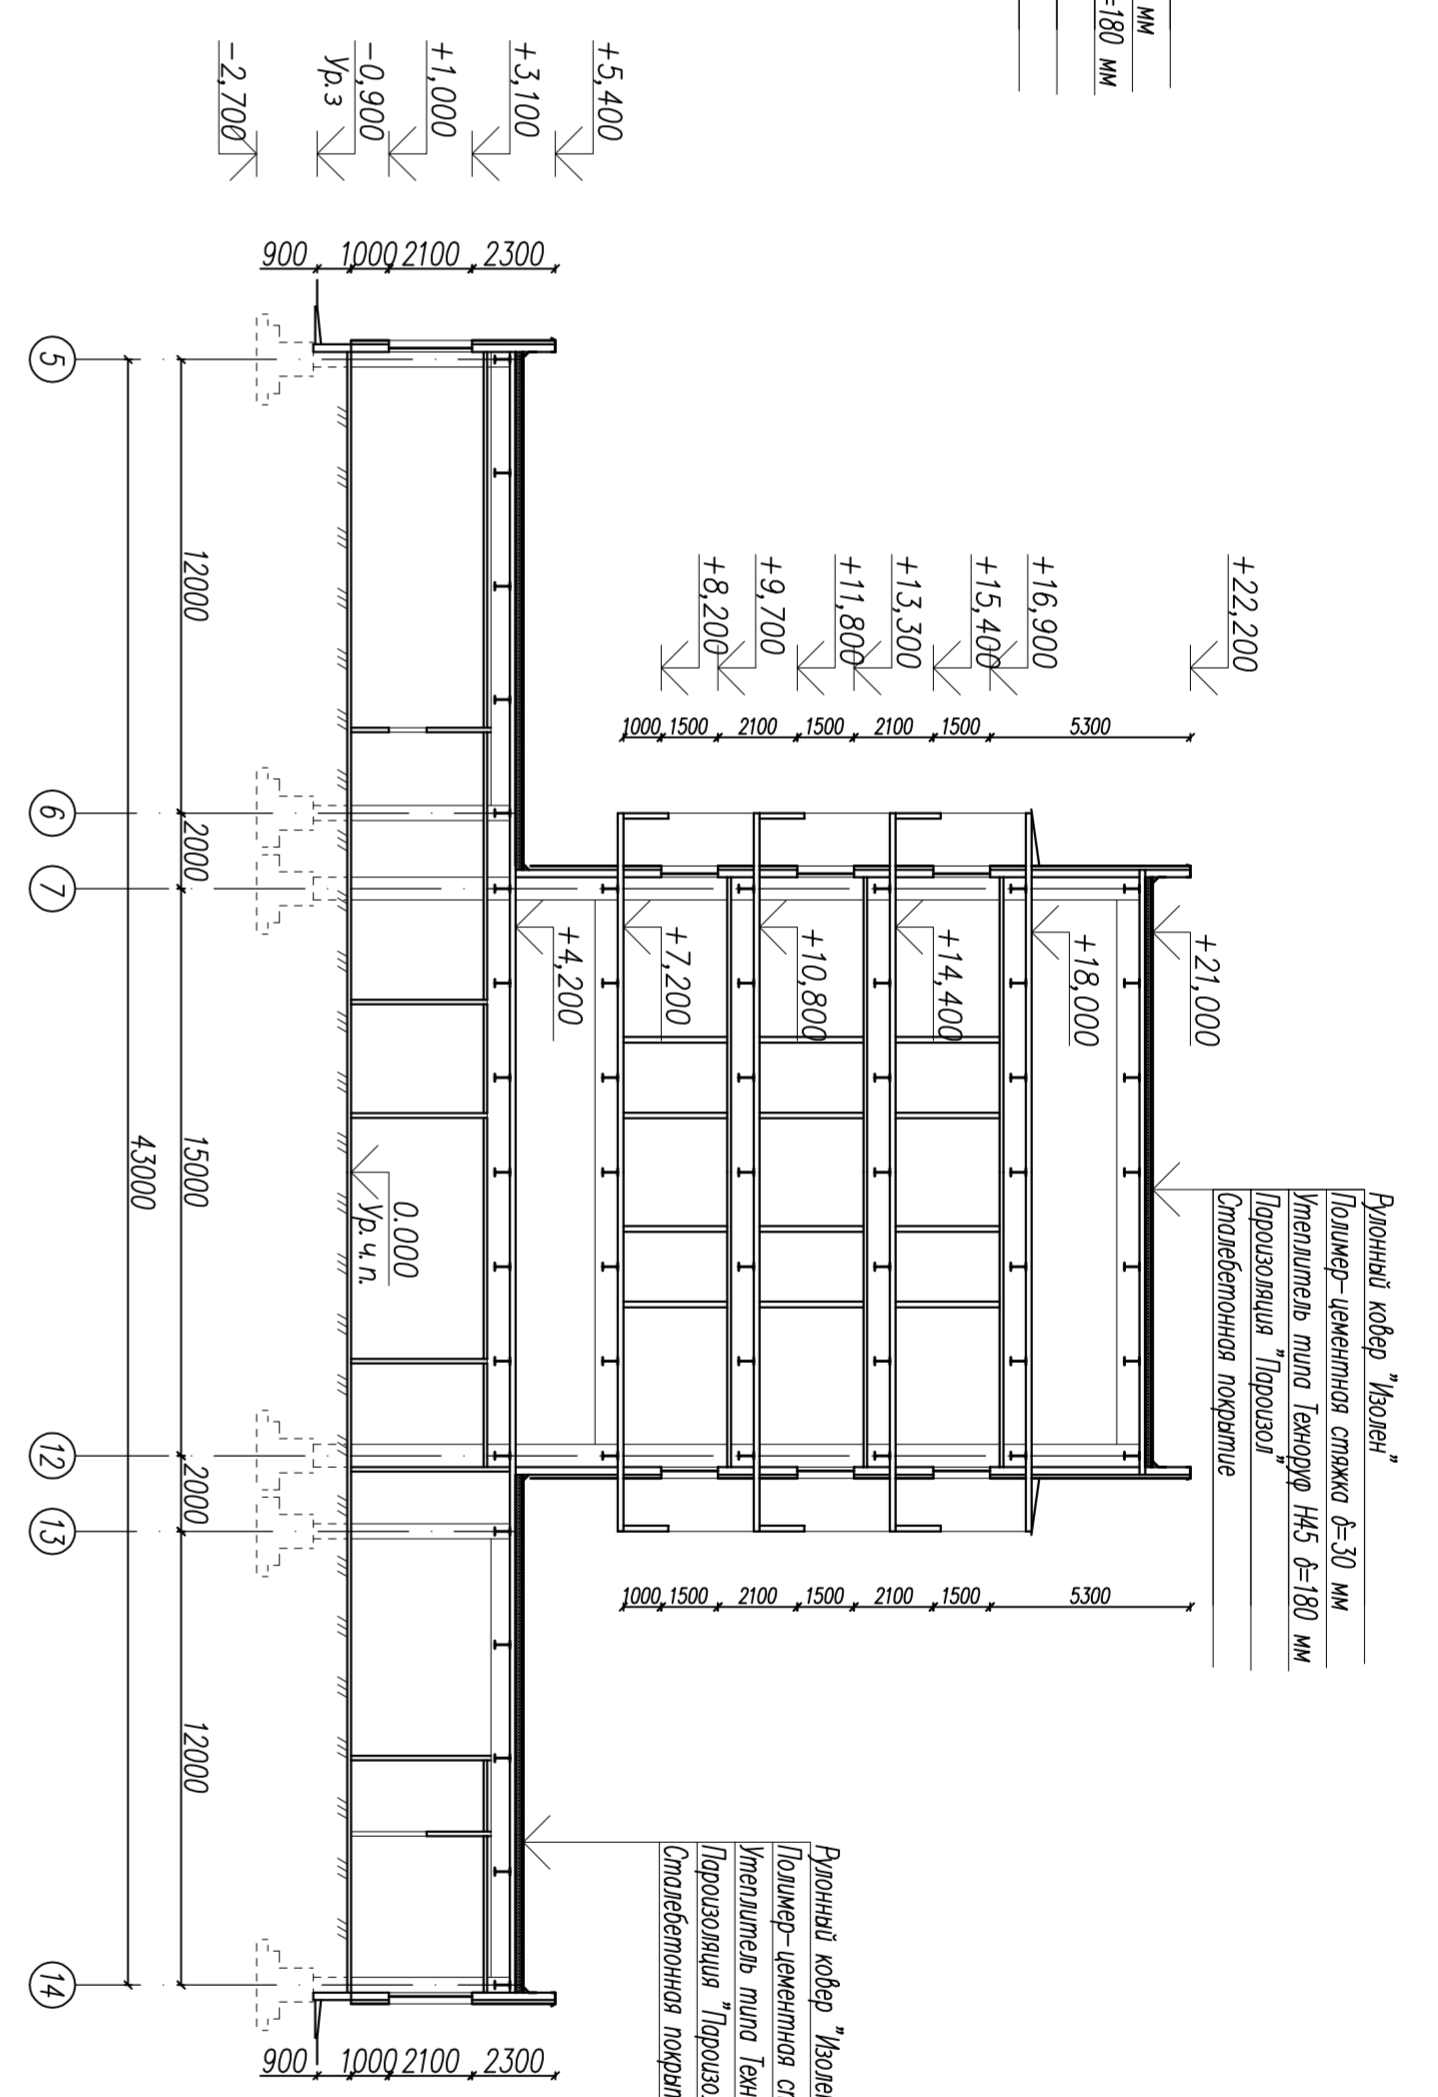 мм
=180 мм
+22,200
+16,900
+15,400
+13,300
+11,800
+9,700
+8,200
+5,400
+3,100
+1,000
-0,900
Ур.з
-2,700
1000 1500 2100 1500 2100 1500 5300
900 1000 2100 2300
Рулонный ковер "Изолен"
Полимер-цементная стяжка δ=30 мм
Утеплитель типа Техноруф Н45 δ=180 мм
Пароизоляция "Пароизол"
Сталебетонная покрытие
+21,000
+18,000
+14,400
+10,800
+7,200
+4,200
0.000
Ур.ч.п.
1000 1500 2100 1500 2100 1500 5300
Рулонный ковер "Изолен
Полимер-цементная ст
Утеплитель типа Техн
Пароизоляция "Пароизо
Сталебетонная покрыт
900 1000 2100 2300
12000 2000 15000 2000 12000
43000
5 6 7 12 13 14